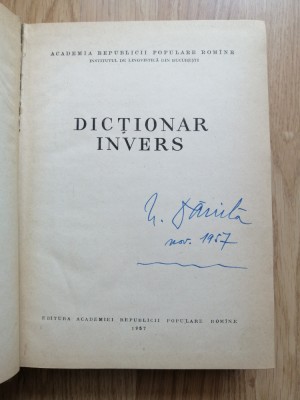 ACADEMIA REPUBLICII POPULARE ROMÎNE
INSTITUTUL DE LINGVISTICĂ DIN BUCUREȘTI
DICȚIONAR
INVERS
nov. 1957
EDITURA ACADEMIEI REPUBLICII POPULARE ROMÎNE
1957